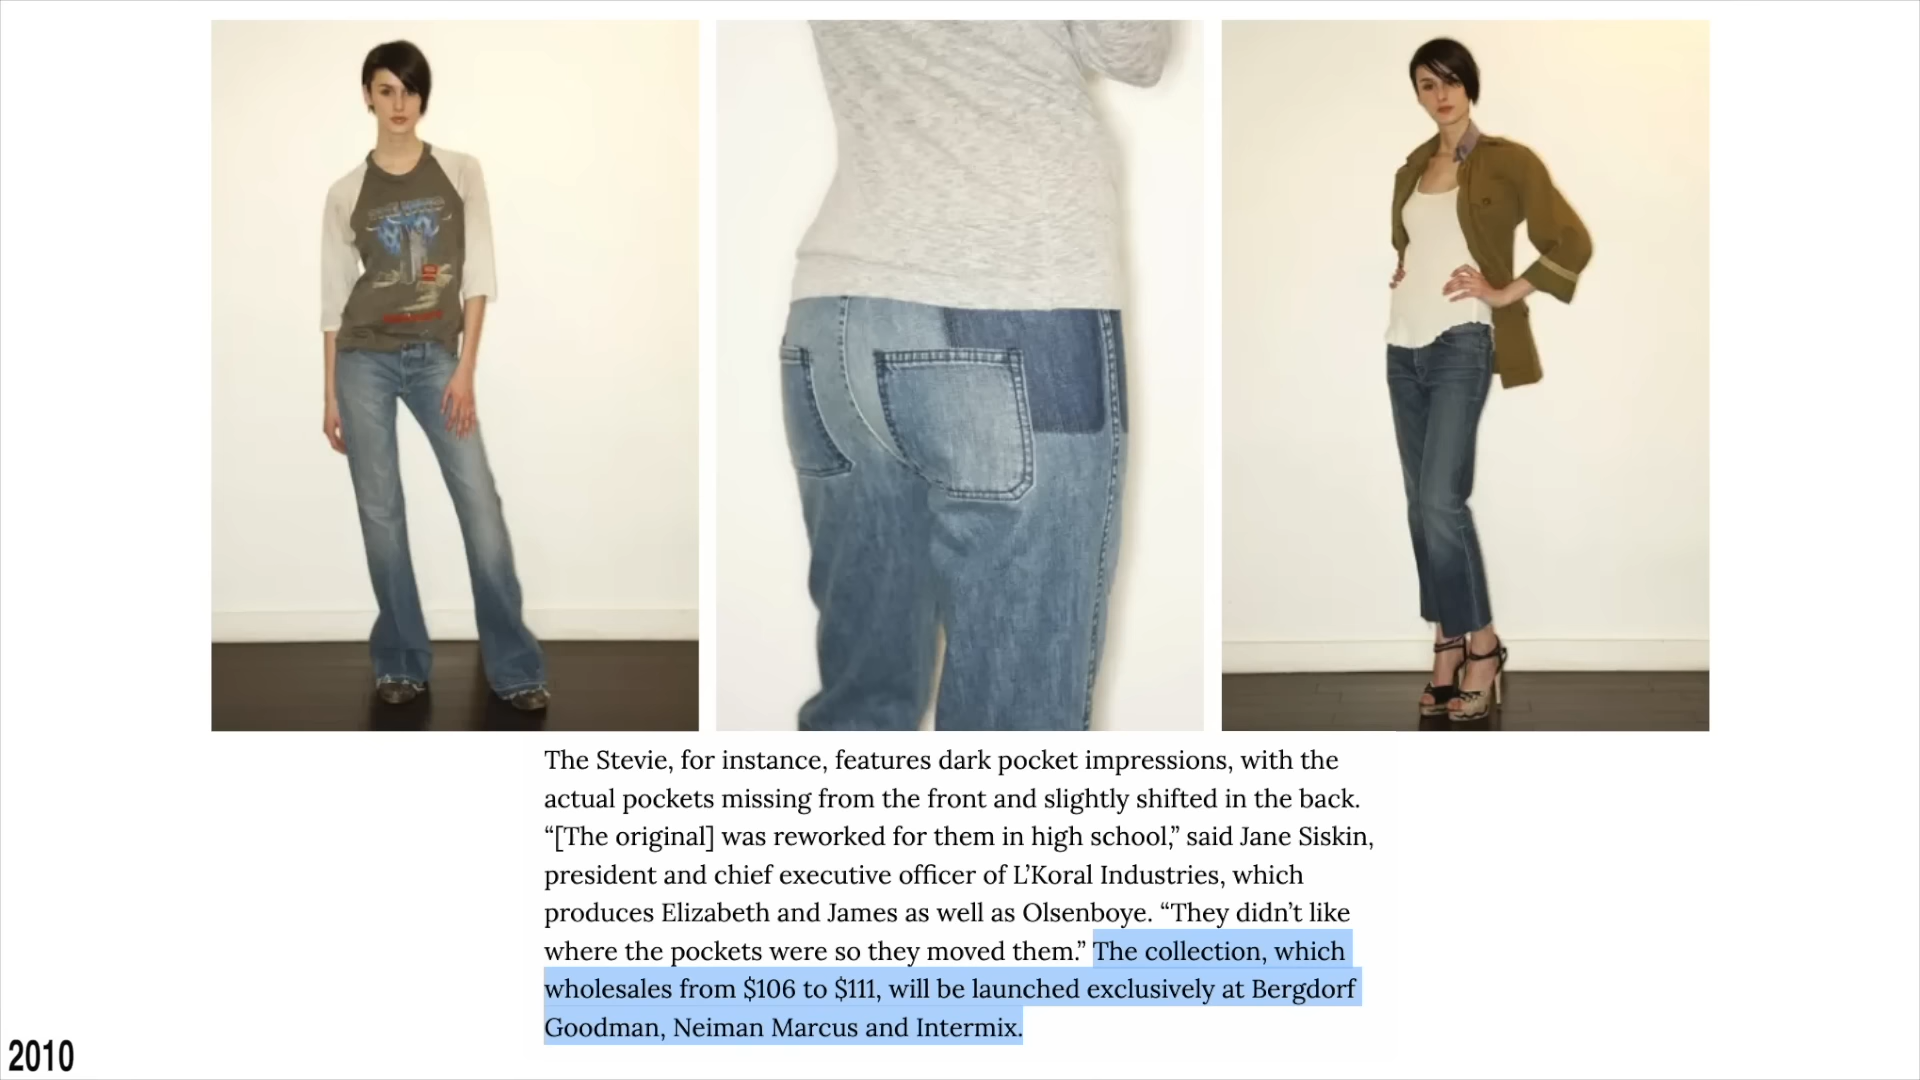 The Stevie, for instance, features dark pocket impressions, with the
actual pockets missing from the front and slightly shifted in the back.
“[The original] was reworked for them in high school,” said Jane Siskin,
president and chief executive officer of L’Koral Industries, which
produces Elizabeth and James as well as Olsenboye. “They didn’t like
where the pockets were so they moved them.” The collection, which
wholesales from $106 to $111, will be launched exclusively at Bergdorf
Goodman, Neiman Marcus and Intermix.
2010